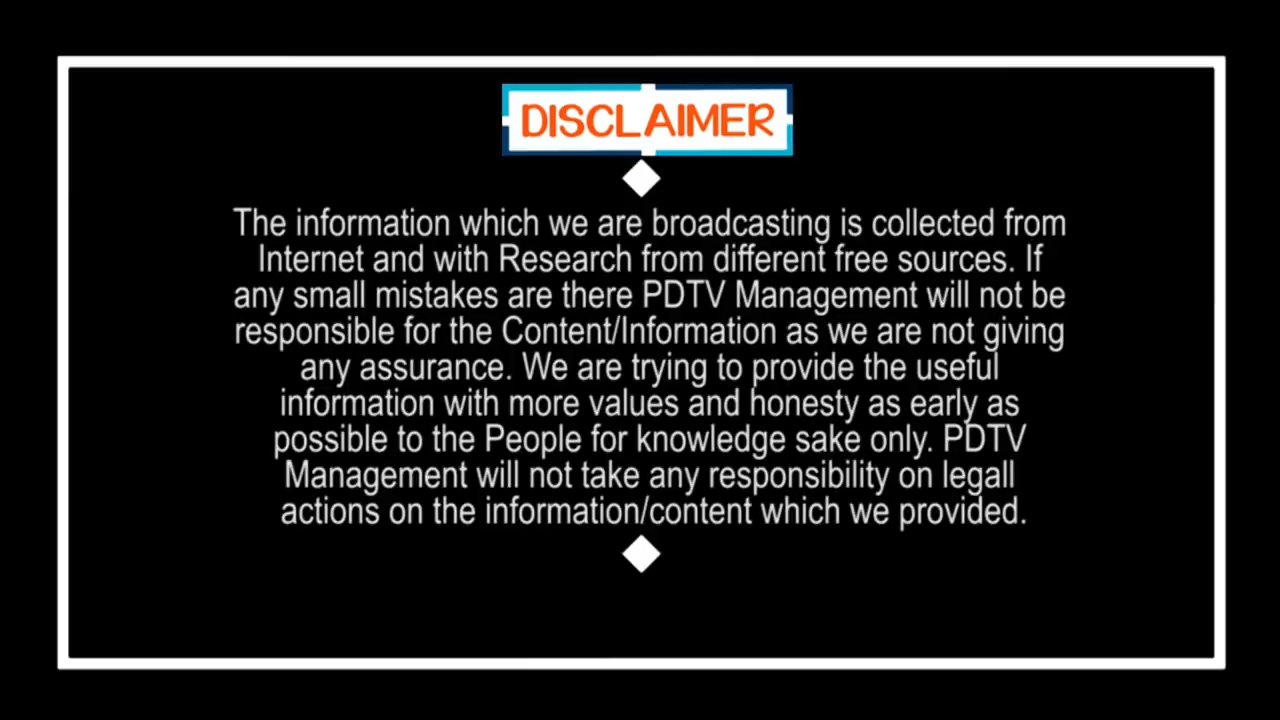 DISCLAIMER
The information which we are broadcasting is collected from
Internet and with Research from different free sources. If
any small mistakes are there PDTV Management will not be
responsible for the Content/Information as we are not giving
any assurance. We are trying to provide the useful
information with more values and honesty as early as
possible to the People for knowledge sake only. PDTV
Management will not take any responsibility on legall
actions on the information/content which we provided.